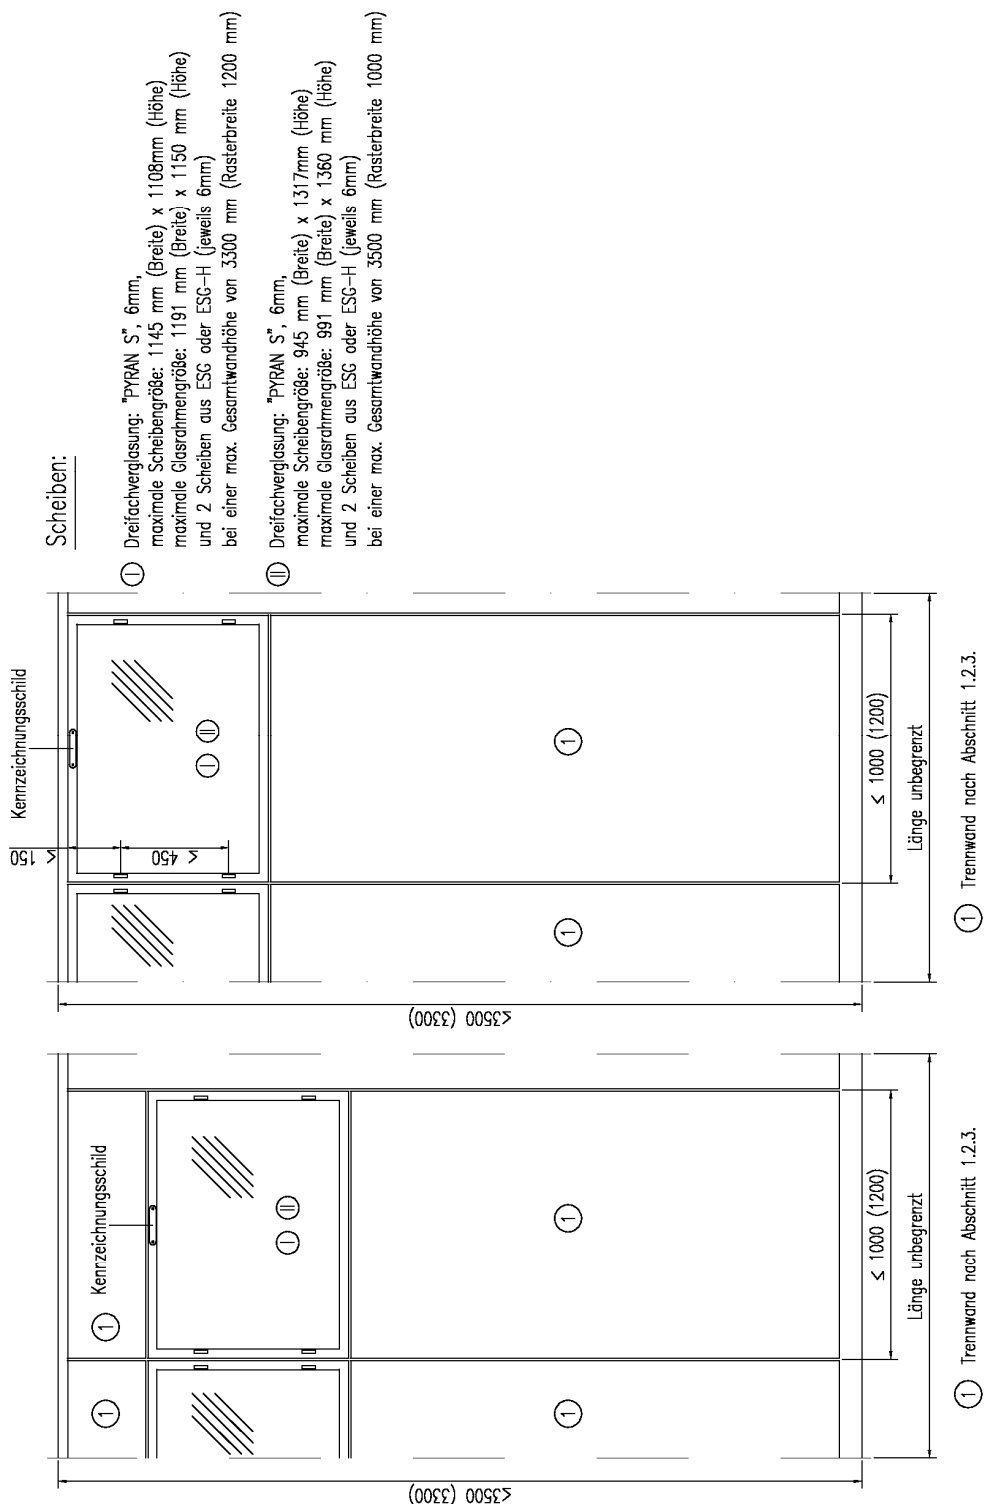 Scheiben:
I Dreifachverglasung: "PYRAN S", 6mm,
maximale Scheibengröße: 1145 mm (Breite) x 1108mm (Höhe)
maximale Glasrahmengröße: 1191 mm (Breite) x 1150 mm (Höhe)
und 2 Scheiben aus ESG oder ESG-H (jeweils 6mm)
bei einer max. Gesamtwandhöhe von 3300 mm (Rasterbreite 1200 mm)
II Dreifachverglasung: "PYRAN S", 6mm,
maximale Scheibengröße: 945 mm (Breite) x 1317mm (Höhe)
maximale Glasrahmengröße: 991 mm (Breite) x 1360 mm (Höhe)
und 2 Scheiben aus ESG oder ESG-H (jeweils 6mm)
bei einer max. Gesamtwandhöhe von 3500 mm (Rasterbreite 1000 mm)
Kennzeichnungsschild
≤ 150
≤ 450
I II
1
1
≤3500 (3300)
≤ 1000 (1200)
Länge unbegrenzt
1 Trennwand nach Abschnitt 1.2.3.
1
1
Kennzeichnungsschild
I II
1
1
≤3500 (3300)
≤ 1000 (1200)
Länge unbegrenzt
1 Trennwand nach Abschnitt 1.2.3.